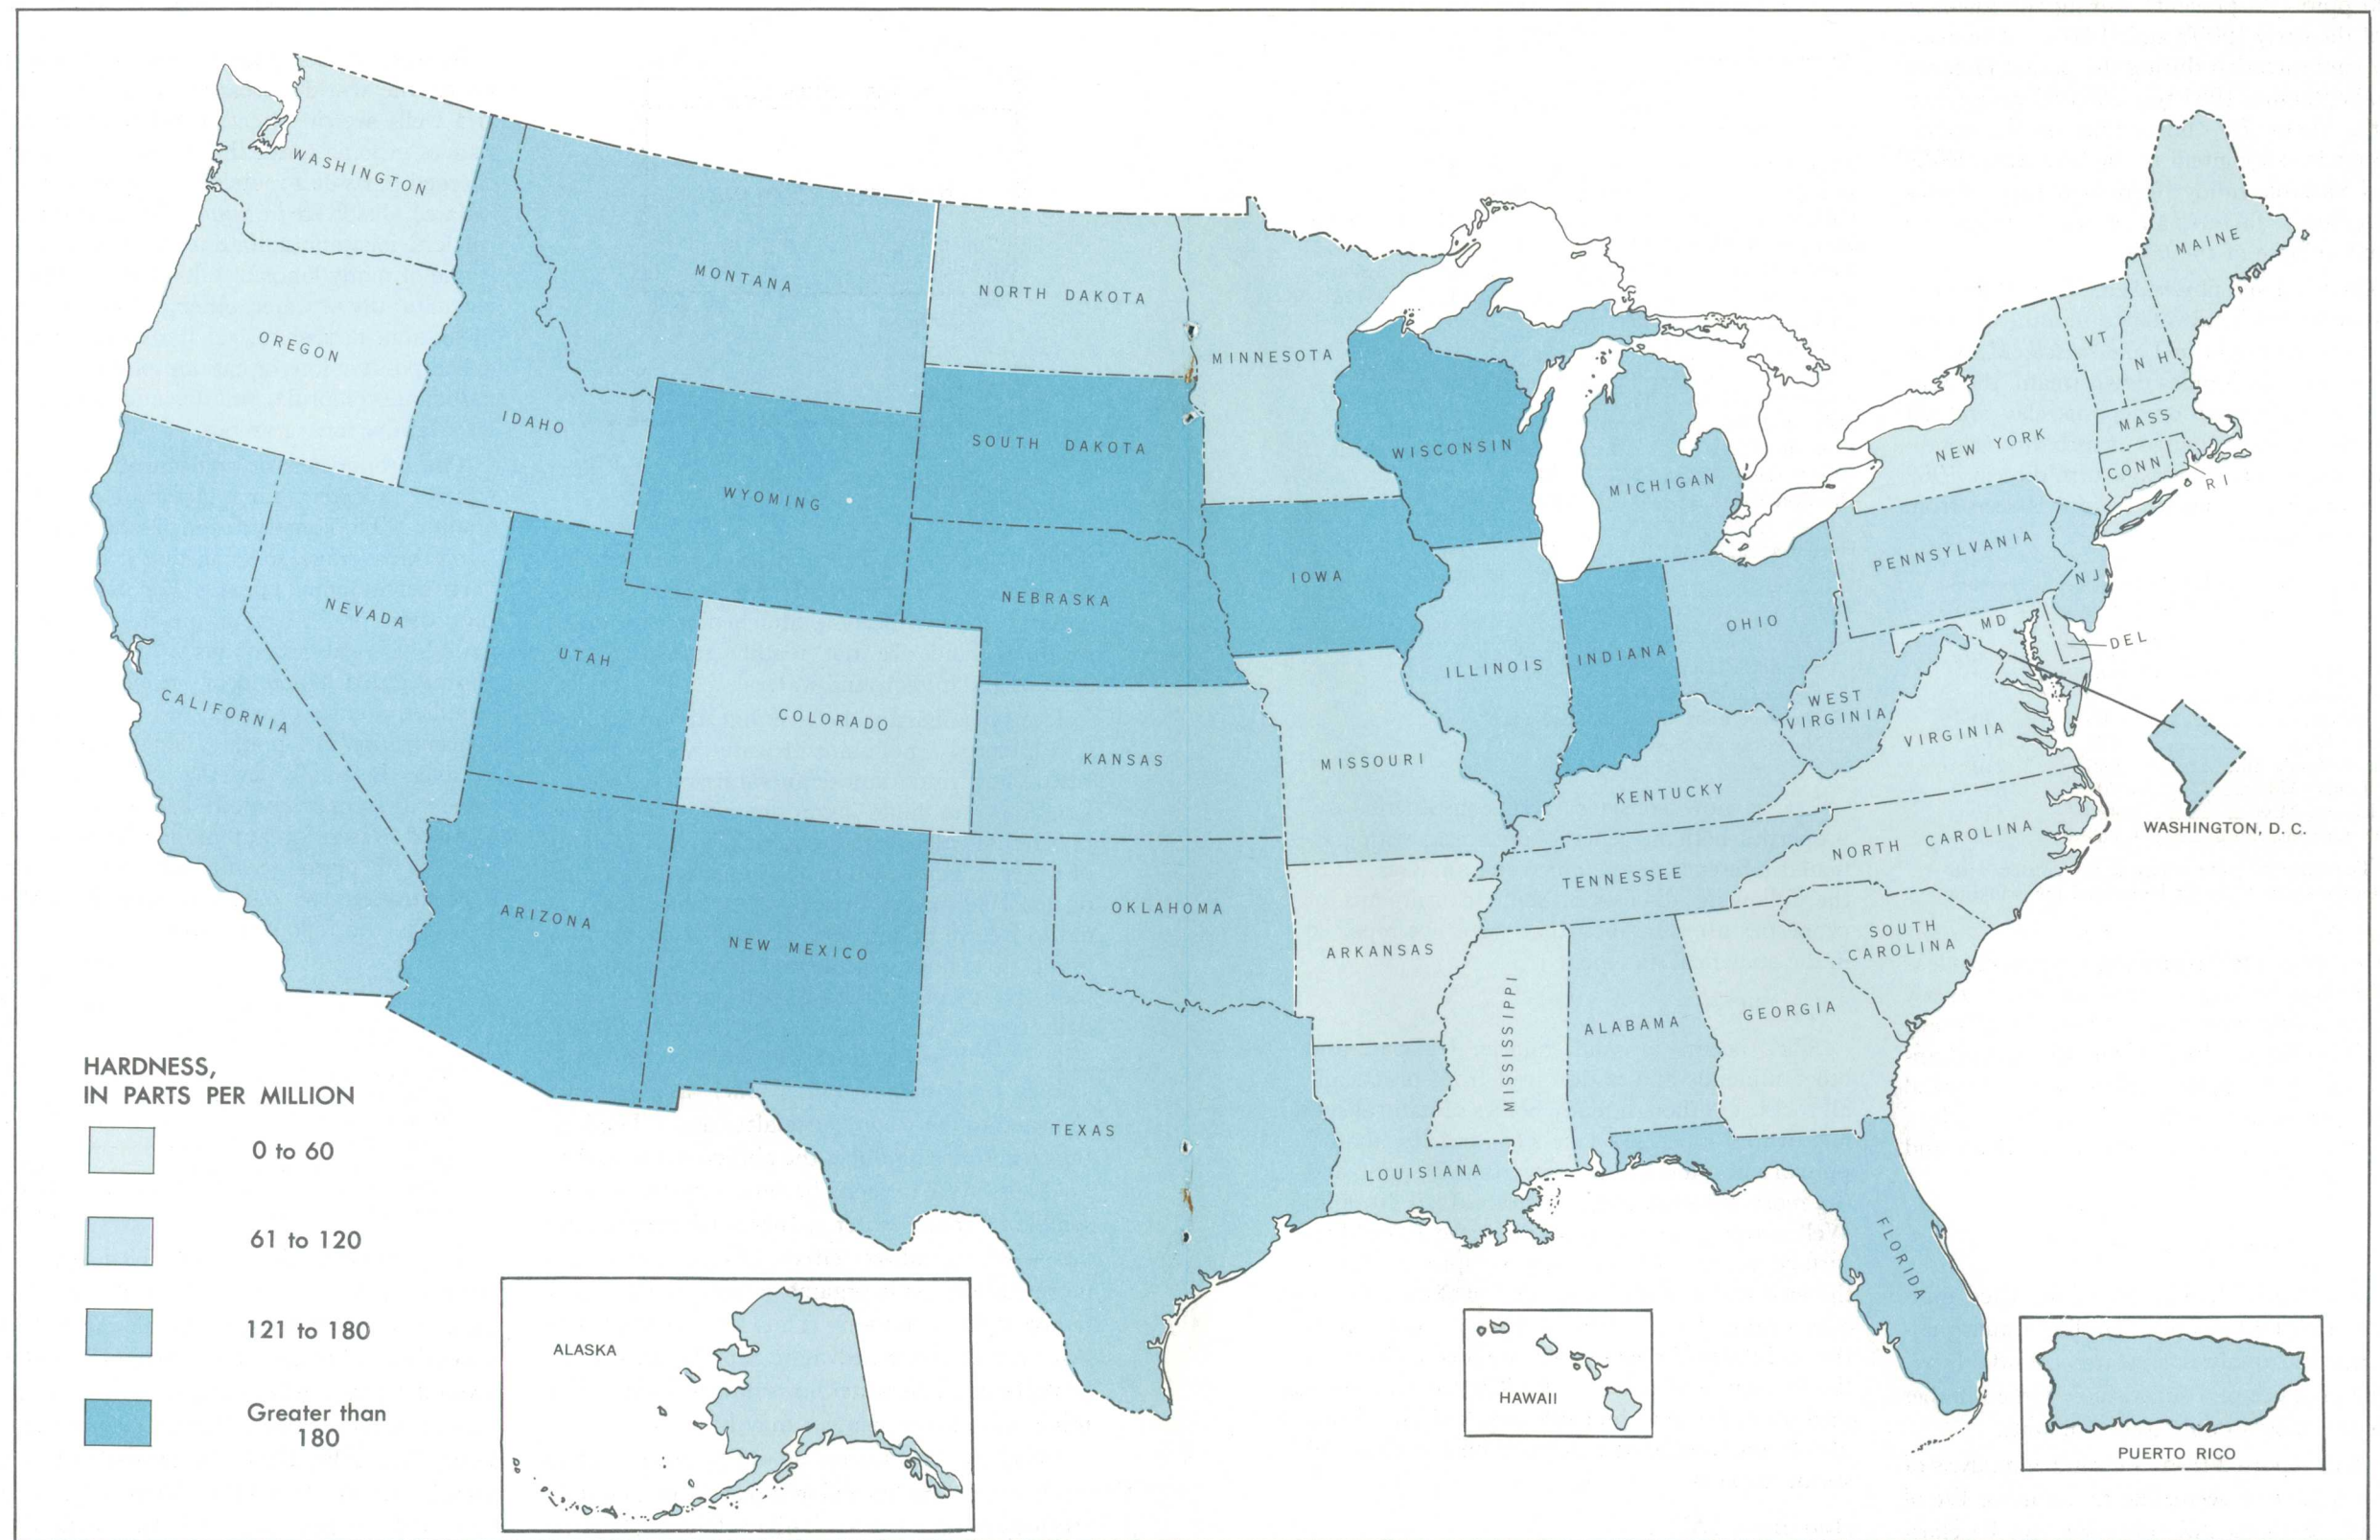 WASHINGTON
MAINE
MONTANA
NORTH DAKOTA
OREGON
VT
MINNESOTA
N H
IDAHO
MASS
SOUTH DAKOTA
WISCONSIN
NEW YORK
CONN
R I
MICHIGAN
WYOMING
PENNSYLVANIA
IOWA
NJ
NEBRASKA
NEVADA
OHIO
MD
DEL
UTAH
ILLINOIS
INDIANA
CALIFORNIA
COLORADO
WEST
VIRGINIA
VIRGINIA
KANSAS
MISSOURI
KENTUCKY
WASHINGTON, D. C.
NORTH CAROLINA
TENNESSEE
ARIZONA
OKLAHOMA
NEW MEXICO
ARKANSAS
SOUTH
CAROLINA
MISSISSIPPI
ALABAMA
GEORGIA
TEXAS
LOUISIANA
FLORIDA
HARDNESS,
IN PARTS PER MILLION
0 to 60
61 to 120
121 to 180
Greater than
180
ALASKA
HAWAII
PUERTO RICO